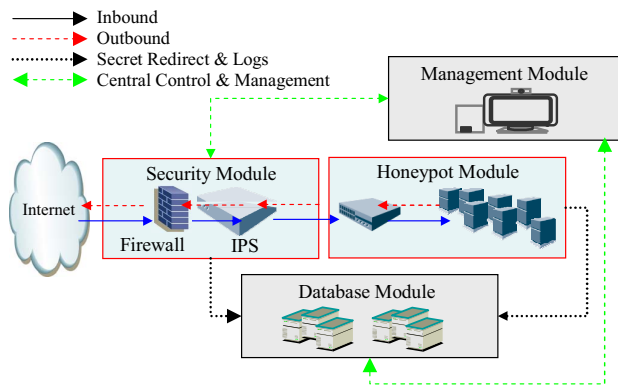 Inbound
Outbound
Secret Redirect & Logs
Central Control & Management
Management Module
Security Module
Honeypot Module
Internet
Firewall
IPS
Database Module